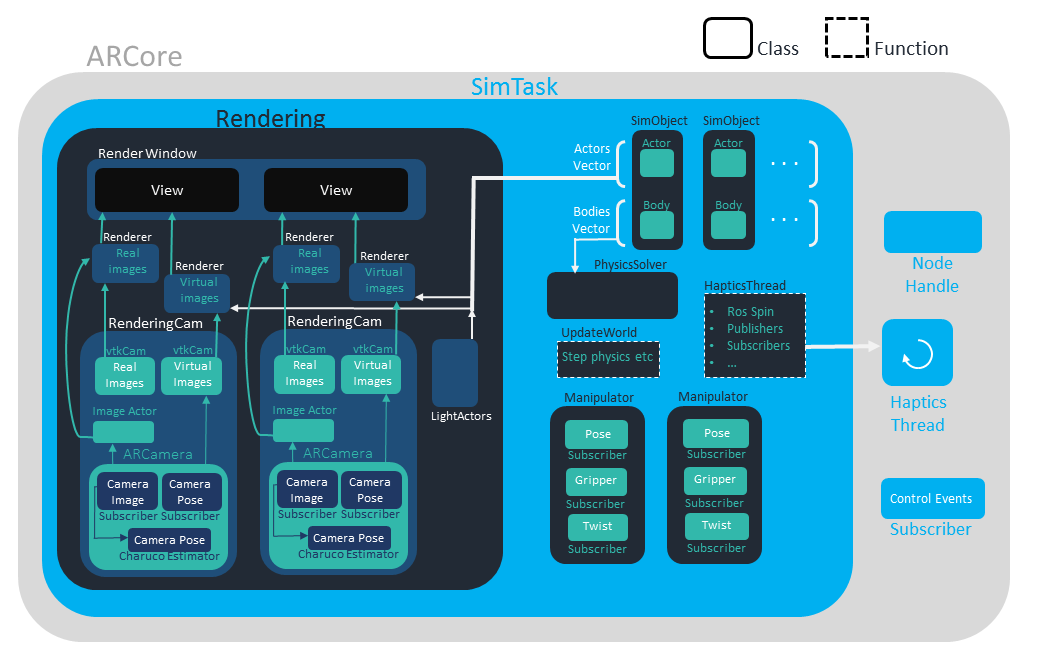 ARCore
Class
Function
SimTask
Rendering
Render Window
View
View
Renderer
Real
images
Renderer
Virtual
images
Renderer
Real
images
Renderer
Virtual
images
RenderingCam
vtkCam
vtkCam
Real
Images
Virtual
Images
Image Actor
ARCamera
Camera
Image
Subscriber
Camera
Pose
Subscriber
Camera Pose
Charuco Estimator
RenderingCam
vtkCam
vtkCam
Real
Images
Virtual
Images
Image Actor
ARCamera
Camera
Image
Subscriber
Camera
Pose
Subscriber
Camera Pose
Charuco Estimator
LightActors
SimObject
SimObject
Actors
Vector
Actor
Actor
. . .
Bodies
Vector
Body
Body
. . .
PhysicsSolver
UpdateWorld
Step physics etc
HapticsThread
• Ros Spin
• Publishers
• Subscribers
• ...
Manipulator
Pose
Subscriber
Gripper
Subscriber
Twist
Subscriber
Manipulator
Pose
Subscriber
Gripper
Subscriber
Twist
Subscriber
Node
Handle
Haptics
Thread
Control Events
Subscriber